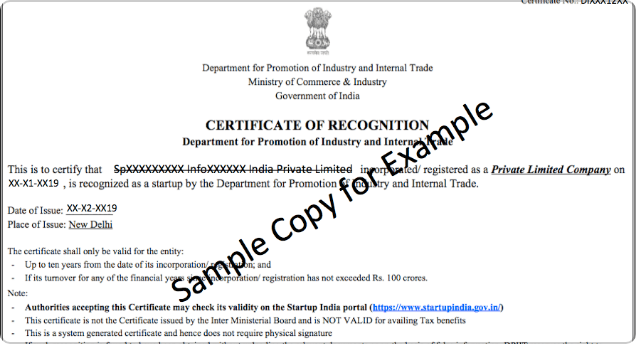 Certificate No.: DIXXX12XX
Department for Promotion of Industry and Internal Trade
Ministry of Commerce & Industry
Government of India
CERTIFICATE OF RECOGNITION
Department for Promotion of Industry and Internal Trade
This is to certify that SpXXXXXXXXX InfoXXXXXX India Private Limited incorporated/ registered as a Private Limited Company on
XX-X1-XX19 , is recognized as a startup by the Department for Promotion of Industry and Internal Trade.
Date of Issue: XX-X2-XX19
Place of Issue: New Delhi
The certificate shall only be valid for the entity:
- Up to ten years from the date of its incorporation/ registration; and
- If its turnover for any of the financial years since incorporation/ registration has not exceeded Rs. 100 crores.
Note:
- Authorities accepting this Certificate may check its validity on the Startup India portal (https://www.startupindia.gov.in/)
- This certificate is not the Certificate issued by the Inter Ministerial Board and is NOT VALID for availing Tax benefits
- This is a system generated certificate and hence does not require physical signature
Sample Copy for Example